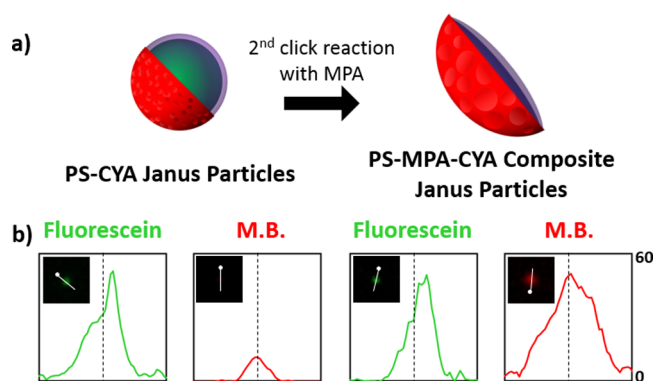 a)
2nd click reaction
with MPA
PS-CYA Janus Particles
PS-MPA-CYA Composite
Janus Particles
b)
Fluorescein
M.B.
Fluorescein
M.B.
60
0